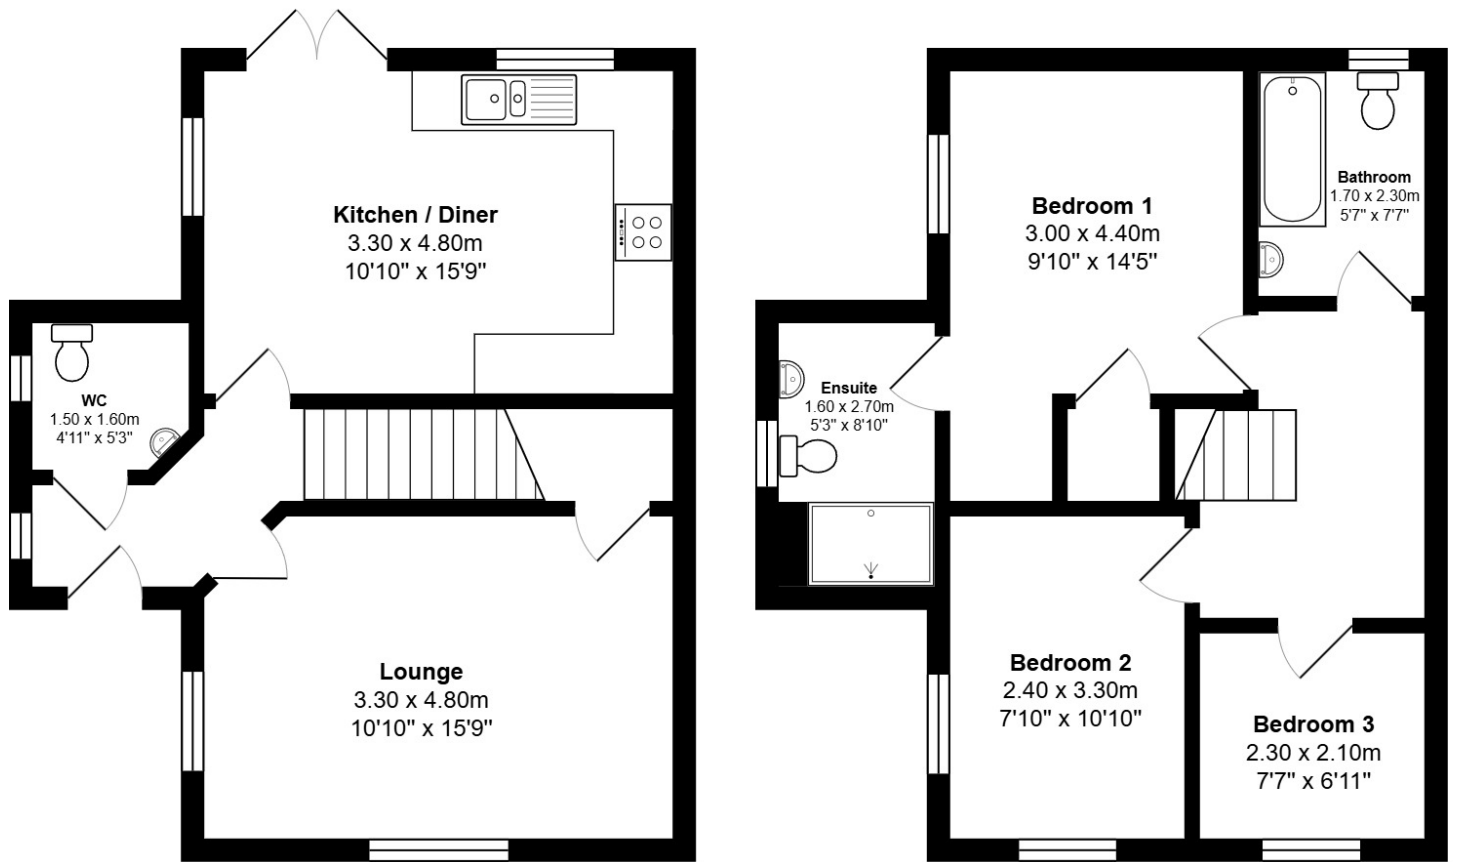 Kitchen / Diner
3.30 x 4.80m
10'10" x 15'9"
WC
1.50 x 1.60m
4'11" x 5'3"
Lounge
3.30 x 4.80m
10'10" x 15'9"
Bedroom 1
3.00 x 4.40m
9'10" x 14'5"
Bathroom
1.70 x 2.30m
5'7" x 7'7"
Ensuite
1.60 x 2.70m
5'3" x 8'10"
Bedroom 2
2.40 x 3.30m
7'10" x 10'10"
Bedroom 3
2.30 x 2.10m
7'7" x 6'11"